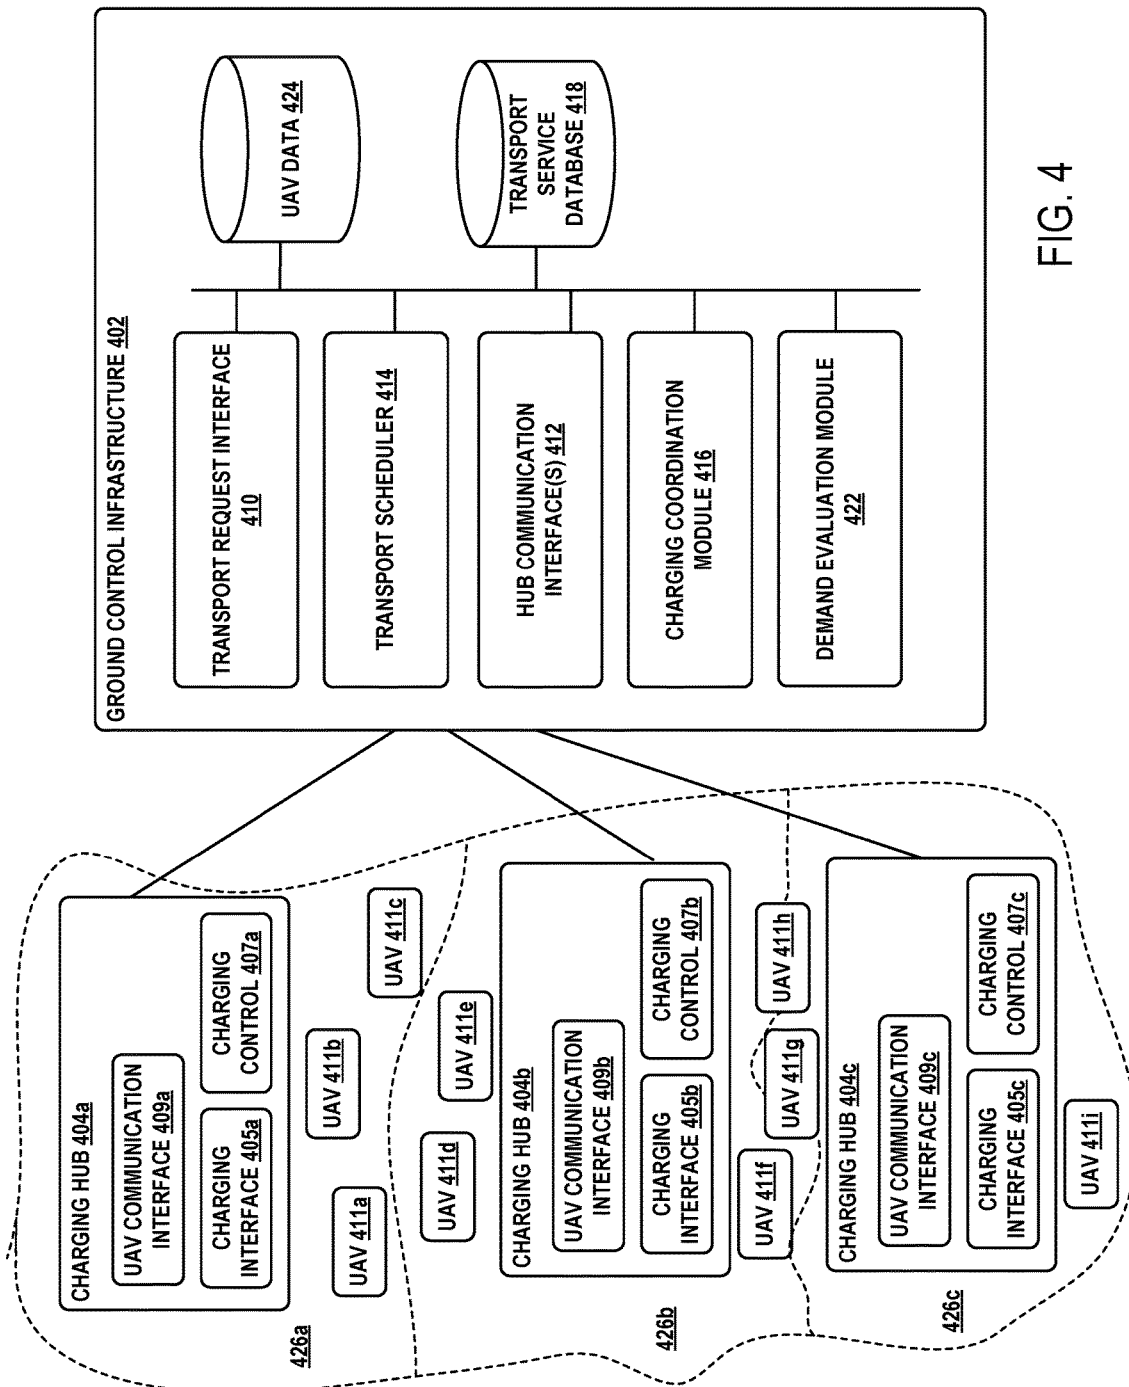 GROUND CONTROL INFRASTRUCTURE 402
TRANSPORT REQUEST INTERFACE
410
TRANSPORT SCHEDULER 414
HUB COMMUNICATION
INTERFACE(S) 412
CHARGING COORDINATION
MODULE 416
DEMAND EVALUATION MODULE
422
UAV DATA 424
TRANSPORT
SERVICE
DATABASE 418
CHARGING HUB 404a
UAV COMMUNICATION
INTERFACE 409a
CHARGING
INTERFACE 405a
CHARGING
CONTROL 407a
UAV 411a
UAV 411b
UAV 411c
426a
UAV 411d
UAV 411e
CHARGING HUB 404b
UAV COMMUNICATION
INTERFACE 409b
CHARGING
INTERFACE 405b
CHARGING
CONTROL 407b
426b
UAV 411f
UAV 411g
UAV 411h
CHARGING HUB 404c
UAV COMMUNICATION
INTERFACE 409c
CHARGING
INTERFACE 405c
CHARGING
CONTROL 407c
426c
UAV 411i
FIG. 4